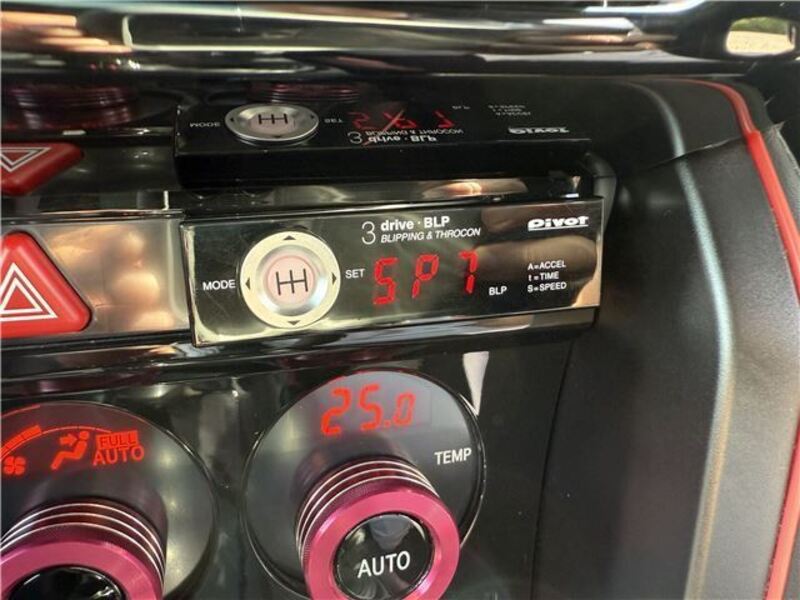 3 drive・BLP
BLIPPING & THROCON
Pivot
MODE
SET
SP7
BLP
A=ACCEL
t=TIME
S=SPEED
25.0
TEMP
FULL
AUTO
AUTO